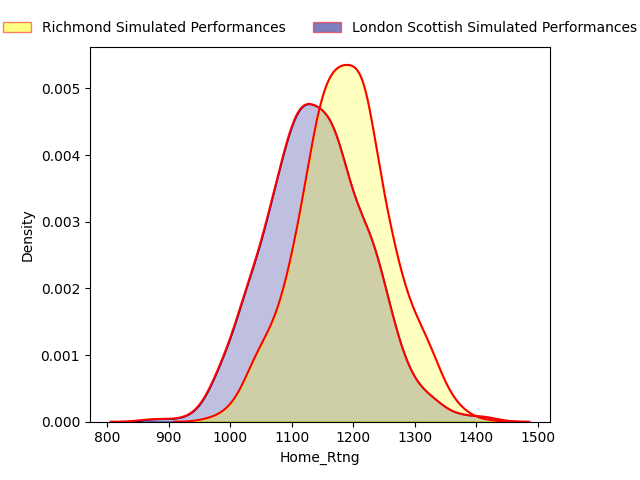 Richmond Simulated Performances
London Scottish Simulated Performances
Density
0.005
0.004
0.003
0.002
0.001
0.000
800 900 1000 1100 1200 1300 1400 1500
Home_Rtng